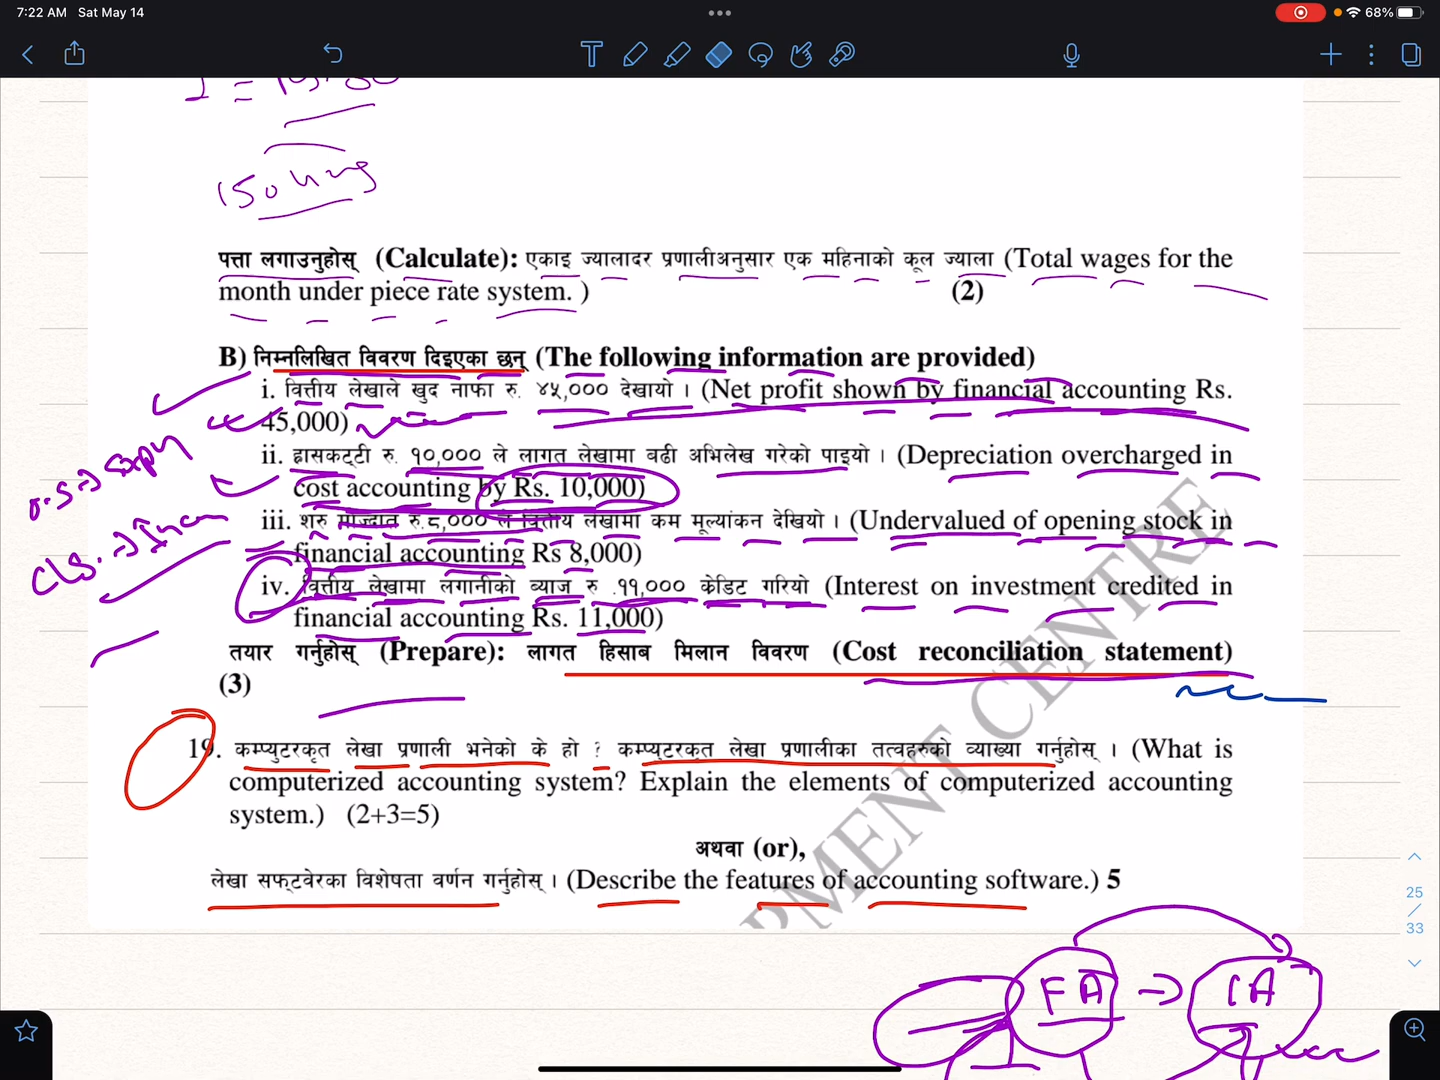 7:22 AM Sat May 14
68%
150
पत्ता लगाउनुहोस् (Calculate): एकाइ ज्यालादर प्रणालीअनुसार एक महिनाको कूल ज्याला (Total wages for the
month under piece rate system. ) (2)
B) निम्नलिखित विवरण दिइएका छन् (The following information are provided)
i. वित्तीय लेखाले खुद नाफा रु. ४५,००० देखायो । (Net profit shown by financial accounting Rs.
45,000)
ii. ह्रासकट्टी रु. १०,००० ले लागत लेखामा बढी अभिलेख गरेको पाइयो । (Depreciation overcharged in
cost accounting by Rs. 10,000)
iii. शुरु मौज्दात रु.८,००० ले वित्तीय लेखामा कम मूल्यांकन देखियो । (Undervalued of opening stock in
financial accounting Rs 8,000)
iv. वित्तीय लेखामा लगानीको व्याज रु .११,००० क्रेडिट गरियो (Interest on investment credited in
financial accounting Rs. 11,000)
तयार गर्नुहोस् (Prepare): लागत हिसाब मिलान विवरण (Cost reconciliation statement)
(3)
19. कम्प्युटरकृत लेखा प्रणाली भनेको के हो ? कम्प्युटरकृत लेखा प्रणालीका तत्वहरुको व्याख्या गर्नुहोस् । (What is
computerized accounting system? Explain the elements of computerized accounting
system.) (2+3=5)
अथवा (or),
लेखा सफ्टवेरका विशेषता वर्णन गर्नुहोस् । (Describe the features of accounting software.) 5
PMENT CENTRE
25
/
33
FA